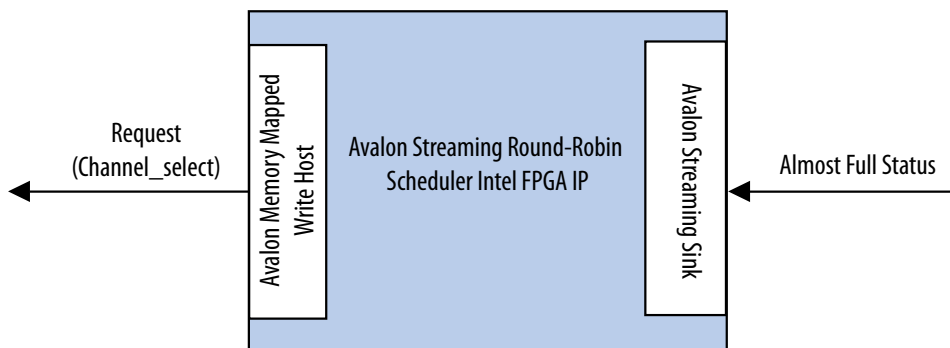 Request
(Channel_select)
Avalon Memory Mapped
Write Host
Avalon Streaming Round-Robin
Scheduler Intel FPGA IP
Avalon Streaming Sink
Almost Full Status